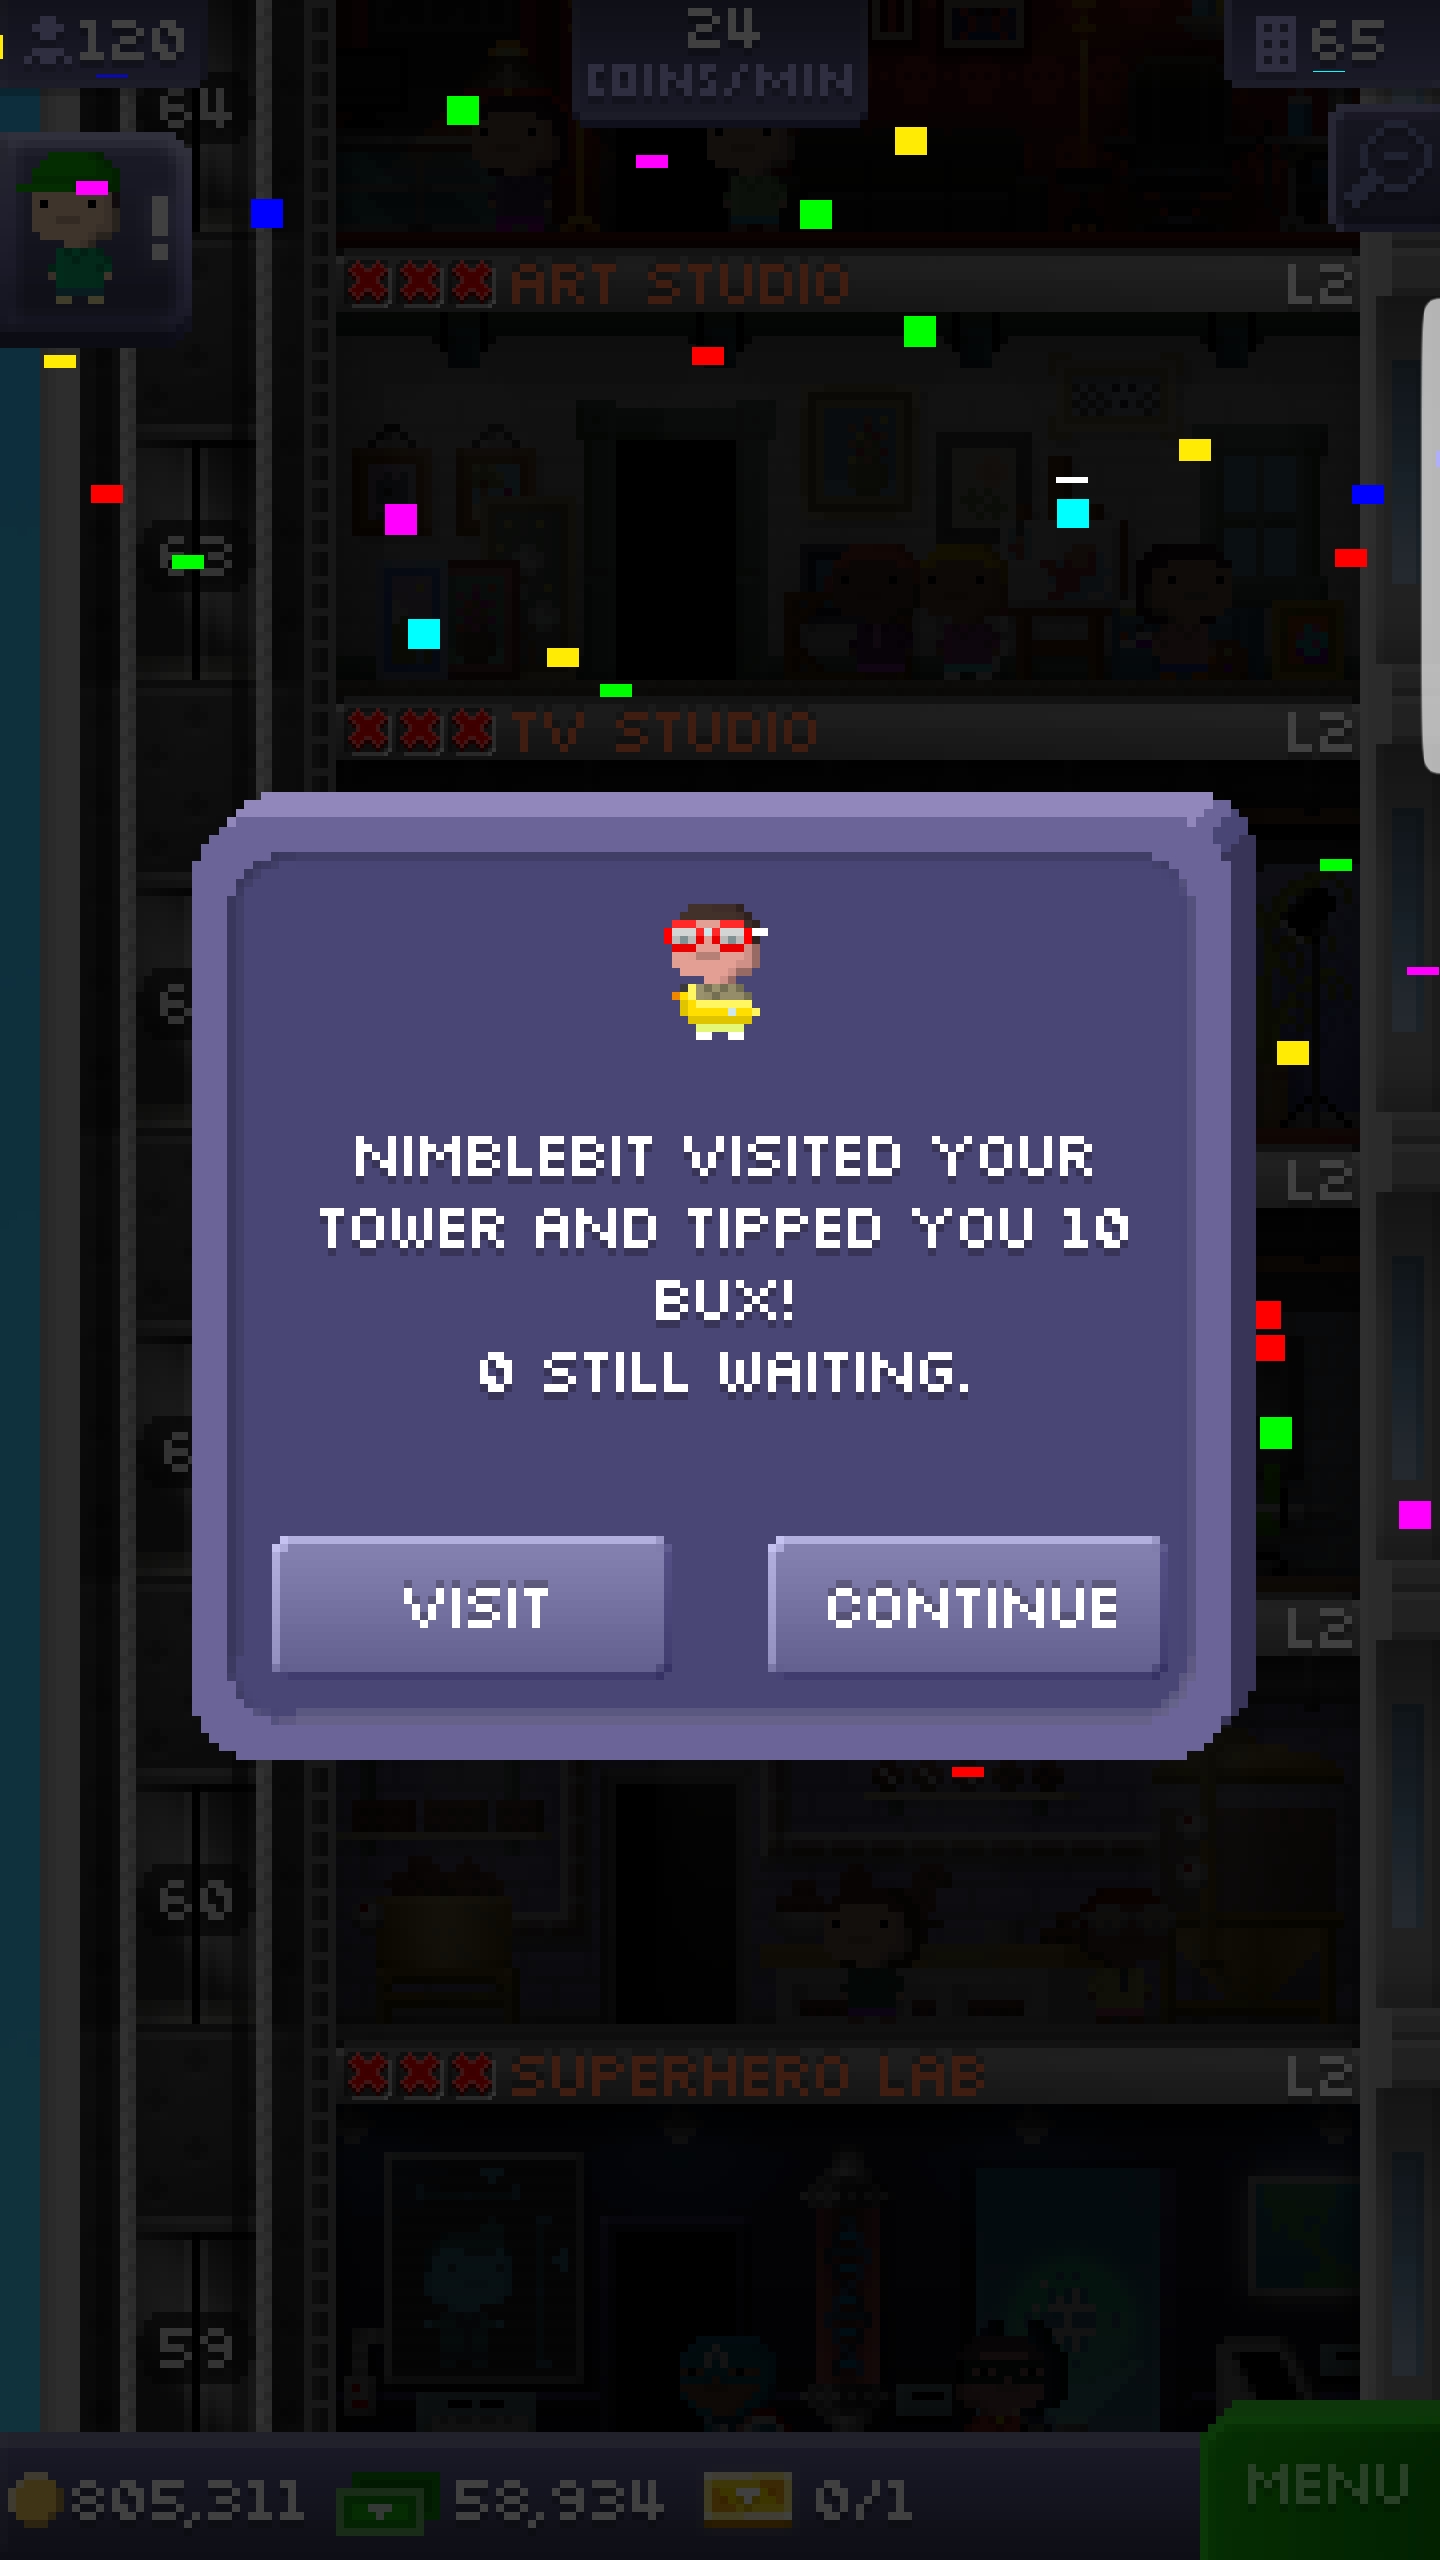 120
24
COINS/MIN
65
64
!
ART STUDIO L2
63
TV STUDIO L2
NIMBLEBIT VISITED YOUR
TOWER AND TIPPED YOU 10
BUX!
0 STILL WAITING.
L2
VISIT
CONTINUE
L2
60
SUPERHERO LAB L2
59
805,311
58,934
0/1
MENU